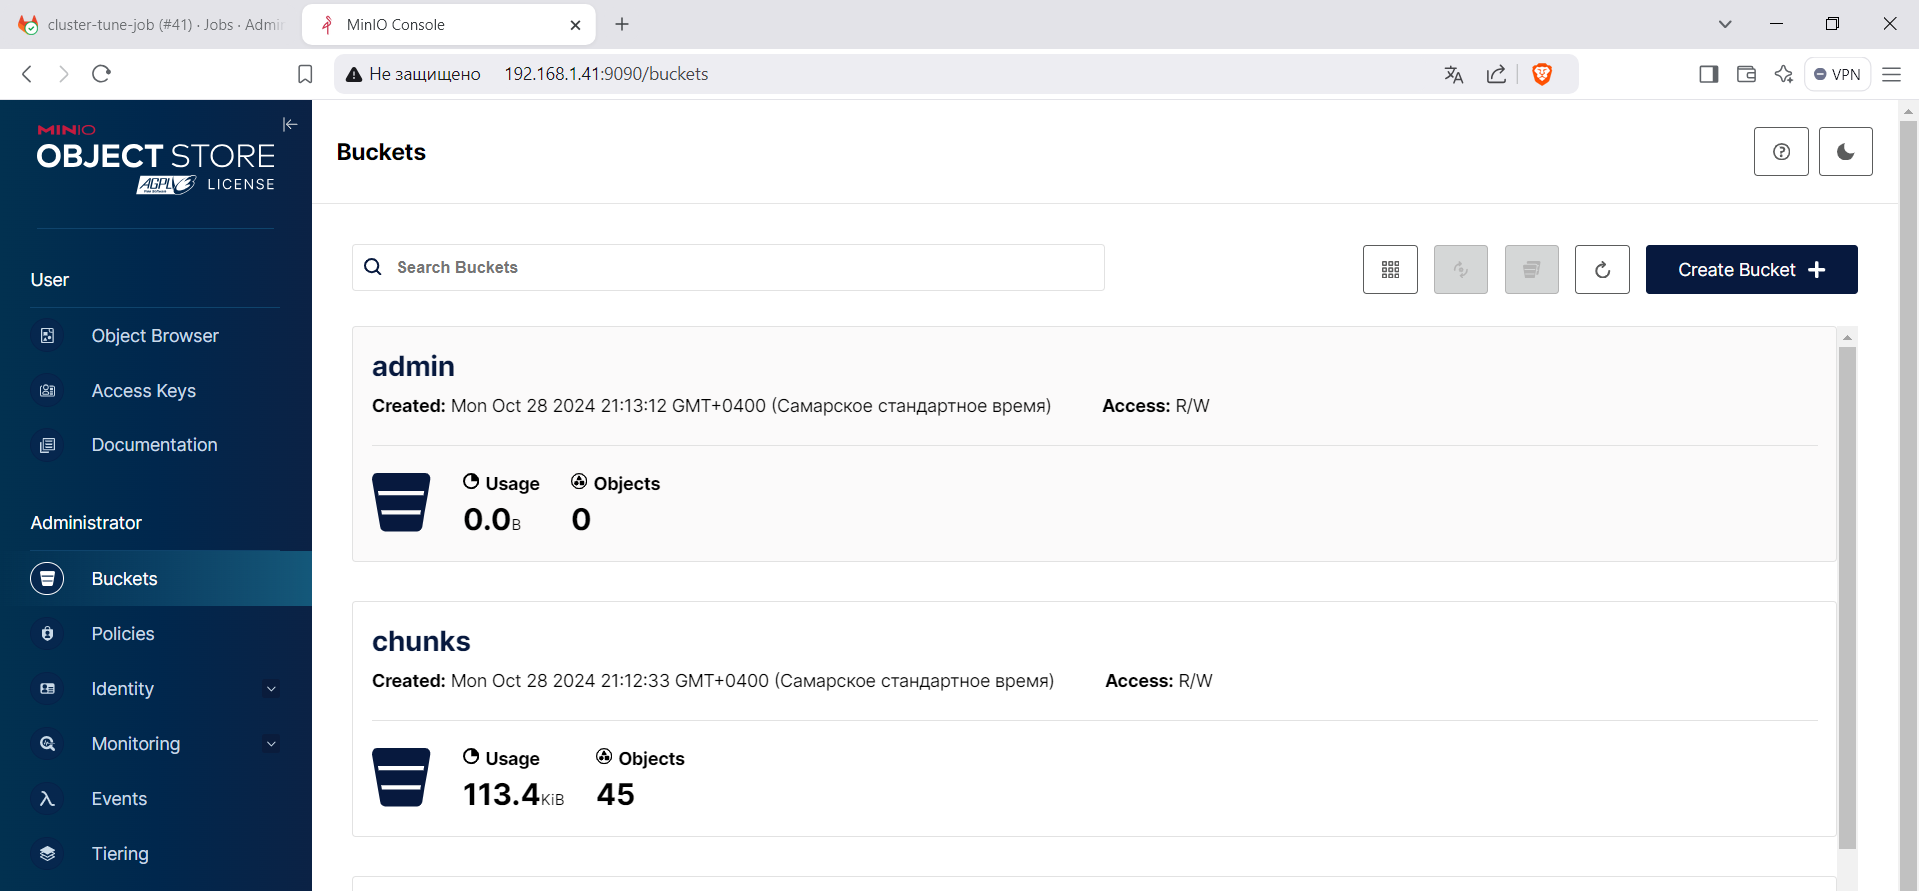 cluster-tune-job (#41) · Jobs · Admi
MinIO Console
Не защищено 192.168.1.41:9090/buckets
VPN
MINIO
OBJECT STORE
AGPL v3 LICENSE
User
Object Browser
Access Keys
Documentation
Administrator
Buckets
Policies
Identity
Monitoring
Events
Tiering
Buckets
Search Buckets
Create Bucket
admin
Created: Mon Oct 28 2024 21:13:12 GMT+0400 (Самарское стандартное время) Access: R/W
Usage Objects
0.0B 0
chunks
Created: Mon Oct 28 2024 21:12:33 GMT+0400 (Самарское стандартное время) Access: R/W
Usage Objects
113.4KiB 45